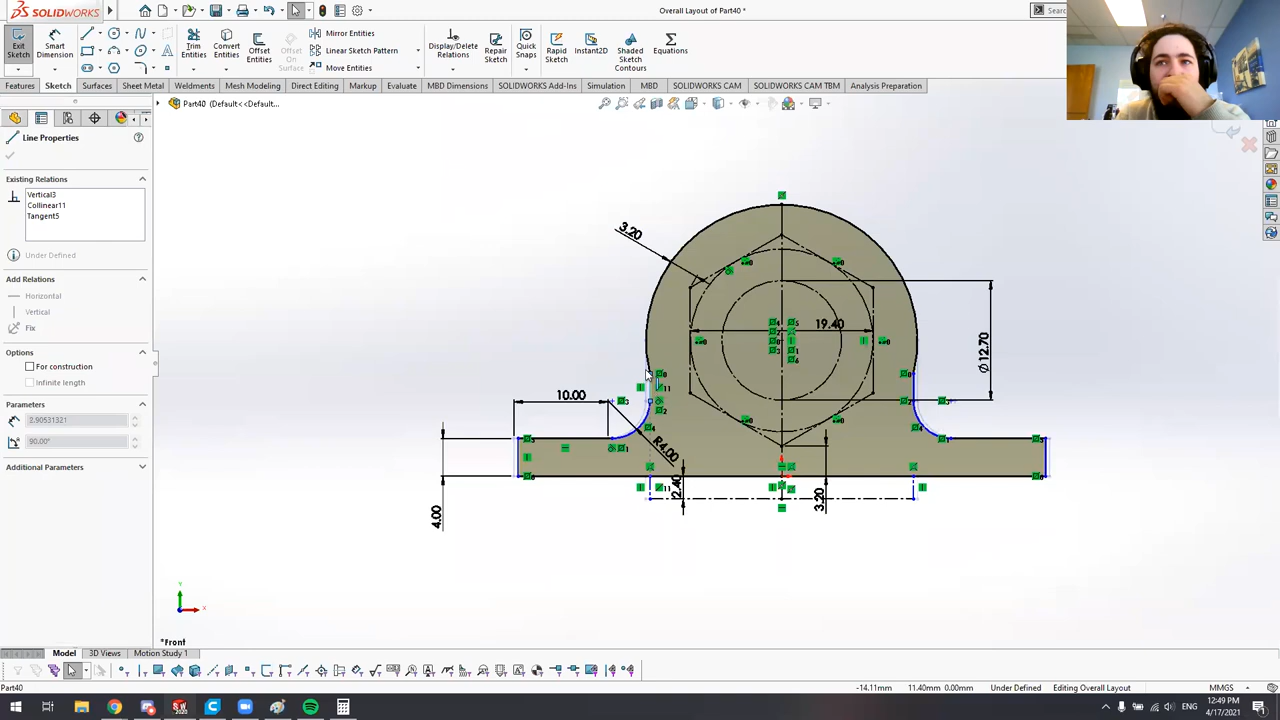 SOLIDWORKS
Overall Layout of Part40 *
Exit Sketch
Smart Dimension
Trim Entities
Convert Entities
Offset Entities
Offset On Surface
Mirror Entities
Linear Sketch Pattern
Move Entities
Display/Delete Relations
Repair Sketch
Quick Snaps
Rapid Sketch
Instant2D
Shaded Sketch Contours
Equations
Features
Sketch
Surfaces
Sheet Metal
Weldments
Mesh Modeling
Direct Editing
Markup
Evaluate
MBD Dimensions
SOLIDWORKS Add-Ins
Simulation
MBD
SOLIDWORKS CAM
SOLIDWORKS CAM TBM
Analysis Preparation
Part40 (Default<<Default...
Line Properties
Existing Relations
Vertical3
Collinear11
Tangent5
Under Defined
Add Relations
Horizontal
Vertical
Fix
Options
For construction
Infinite length
Parameters
2.90531321
90.00°
Additional Parameters
3.20
19.40
Ø12.70
10.00
R4.00
2.40
3.20
4.00
*Front
Model
3D Views
Motion Study 1
Part40
-14.11mm
11.40mm 0.00mm
Under Defined
Editing Overall Layout
MMGS
ENG
12:49 PM
4/17/2021